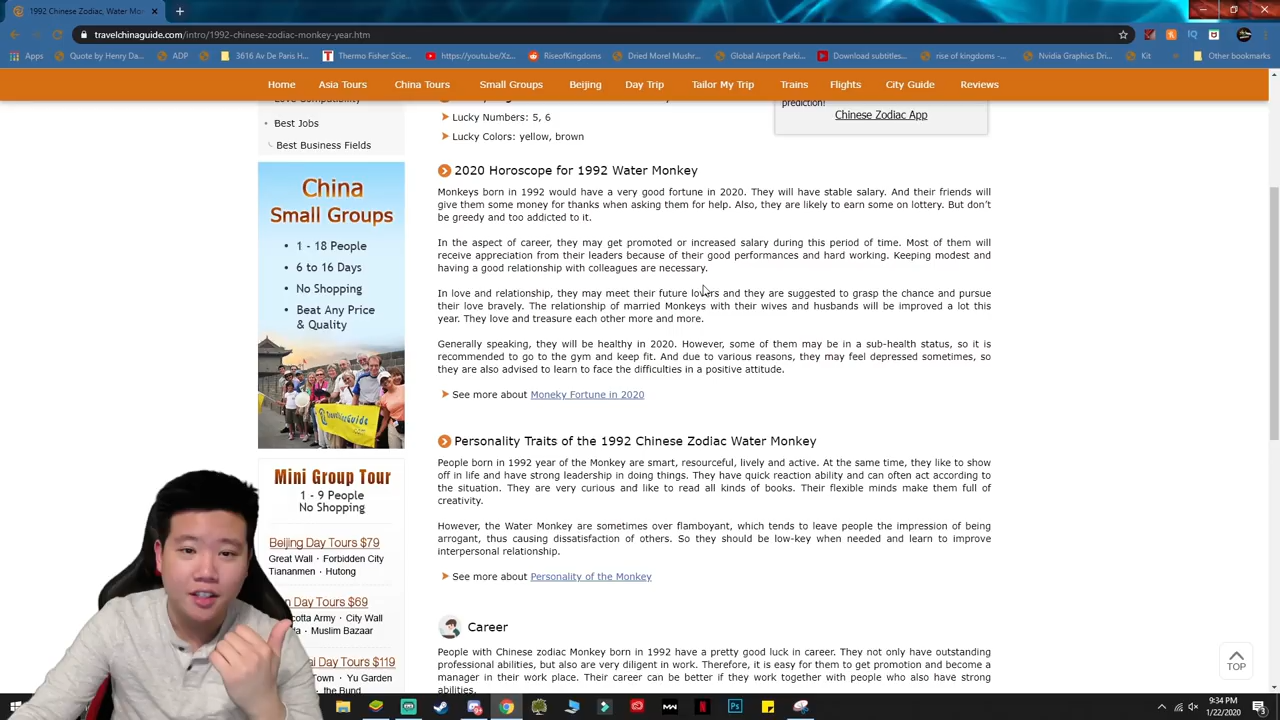 1992 Chinese Zodiac, Water Mo
travelchinaguide.com/intro/1992-chinese-zodiac-monkey-year.htm
Apps
Quote by Henry Da...
ADP
3616 Av De Paris H...
Thermo Fisher Scient...
https://youtu.be/Xz...
RiseofKingdoms
Dried Morel Mushr...
Global Airport Parki...
Download subtitles...
rise of kingdoms -...
Nvidia Graphics Dri...
Kit
Other bookmarks
Home Asia Tours China Tours Small Groups Beijing Day Trip Tailor My Trip Trains Flights City Guide Reviews
Love Compatibility
Best Jobs
Best Business Fields
China
Small Groups
• 1 - 18 People
• 6 to 16 Days
• No Shopping
• Beat Any Price
& Quality
Mini Group Tour
1 - 9 People
No Shopping
Beijing Day Tours $79
Great Wall · Forbidden City
Tiananmen · Hutong
Day Tours $69
Army · City Wall
· Muslim Bazaar
Day Tours $119
Town · Yu Garden
the Bund
prediction!
Chinese Zodiac App
Lucky Numbers: 5, 6
Lucky Colors: yellow, brown
2020 Horoscope for 1992 Water Monkey
Monkeys born in 1992 would have a very good fortune in 2020. They will have stable salary. And their friends will
give them some money for thanks when asking them for help. Also, they are likely to earn some on lottery. But don't
be greedy and too addicted to it.
In the aspect of career, they may get promoted or increased salary during this period of time. Most of them will
receive appreciation from their leaders because of their good performances and hard working. Keeping modest and
having a good relationship with colleagues are necessary.
In love and relationship, they may meet their future lovers and they are suggested to grasp the chance and pursue
their love bravely. The relationship of married Monkeys with their wives and husbands will be improved a lot this
year. They love and treasure each other more and more.
Generally speaking, they will be healthy in 2020. However, some of them may be in a sub-health status, so it is
recommended to go to the gym and keep fit. And due to various reasons, they may feel depressed sometimes, so
they are also advised to learn to face the difficulties in a positive attitude.
See more about Moneky Fortune in 2020
Personality Traits of the 1992 Chinese Zodiac Water Monkey
People born in 1992 year of the Monkey are smart, resourceful, lively and active. At the same time, they like to show
off in life and have strong leadership in doing things. They have quick reaction ability and can often act according to
the situation. They are very curious and like to read all kinds of books. Their flexible minds make them full of
creativity.
However, the Water Monkey are sometimes over flamboyant, which tends to leave people the impression of being
arrogant, thus causing dissatisfaction of others. So they should be low-key when needed and learn to improve
interpersonal relationship.
See more about Personality of the Monkey
Career
People with Chinese zodiac Monkey born in 1992 have a pretty good luck in career. They not only have outstanding
professional abilities, but also are very diligent in work. Therefore, it is easy for them to get promotion and become a
manager in their work place. Their career can be better if they work together with people who also have strong
abilities.
TOP
9:34 PM
1/22/2020